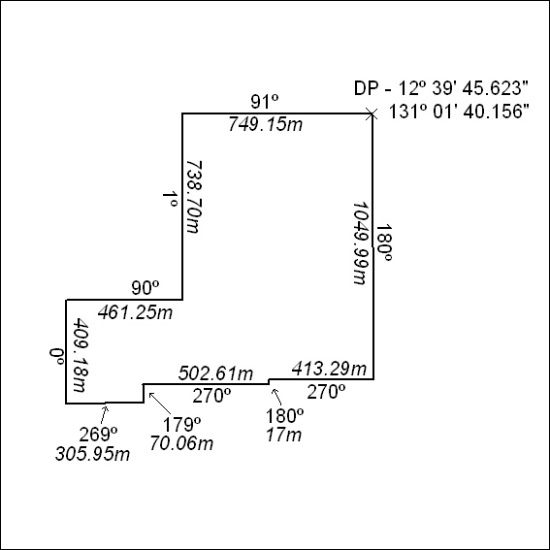 DP - 12º 39' 45.623"
131º 01' 40.156"
91º
749.15m
738.70m
1º
1049.99m
180º
90º
461.25m
409.18m
0º
502.61m
270º
413.29m
270º
180º
17m
179º
70.06m
269º
305.95m